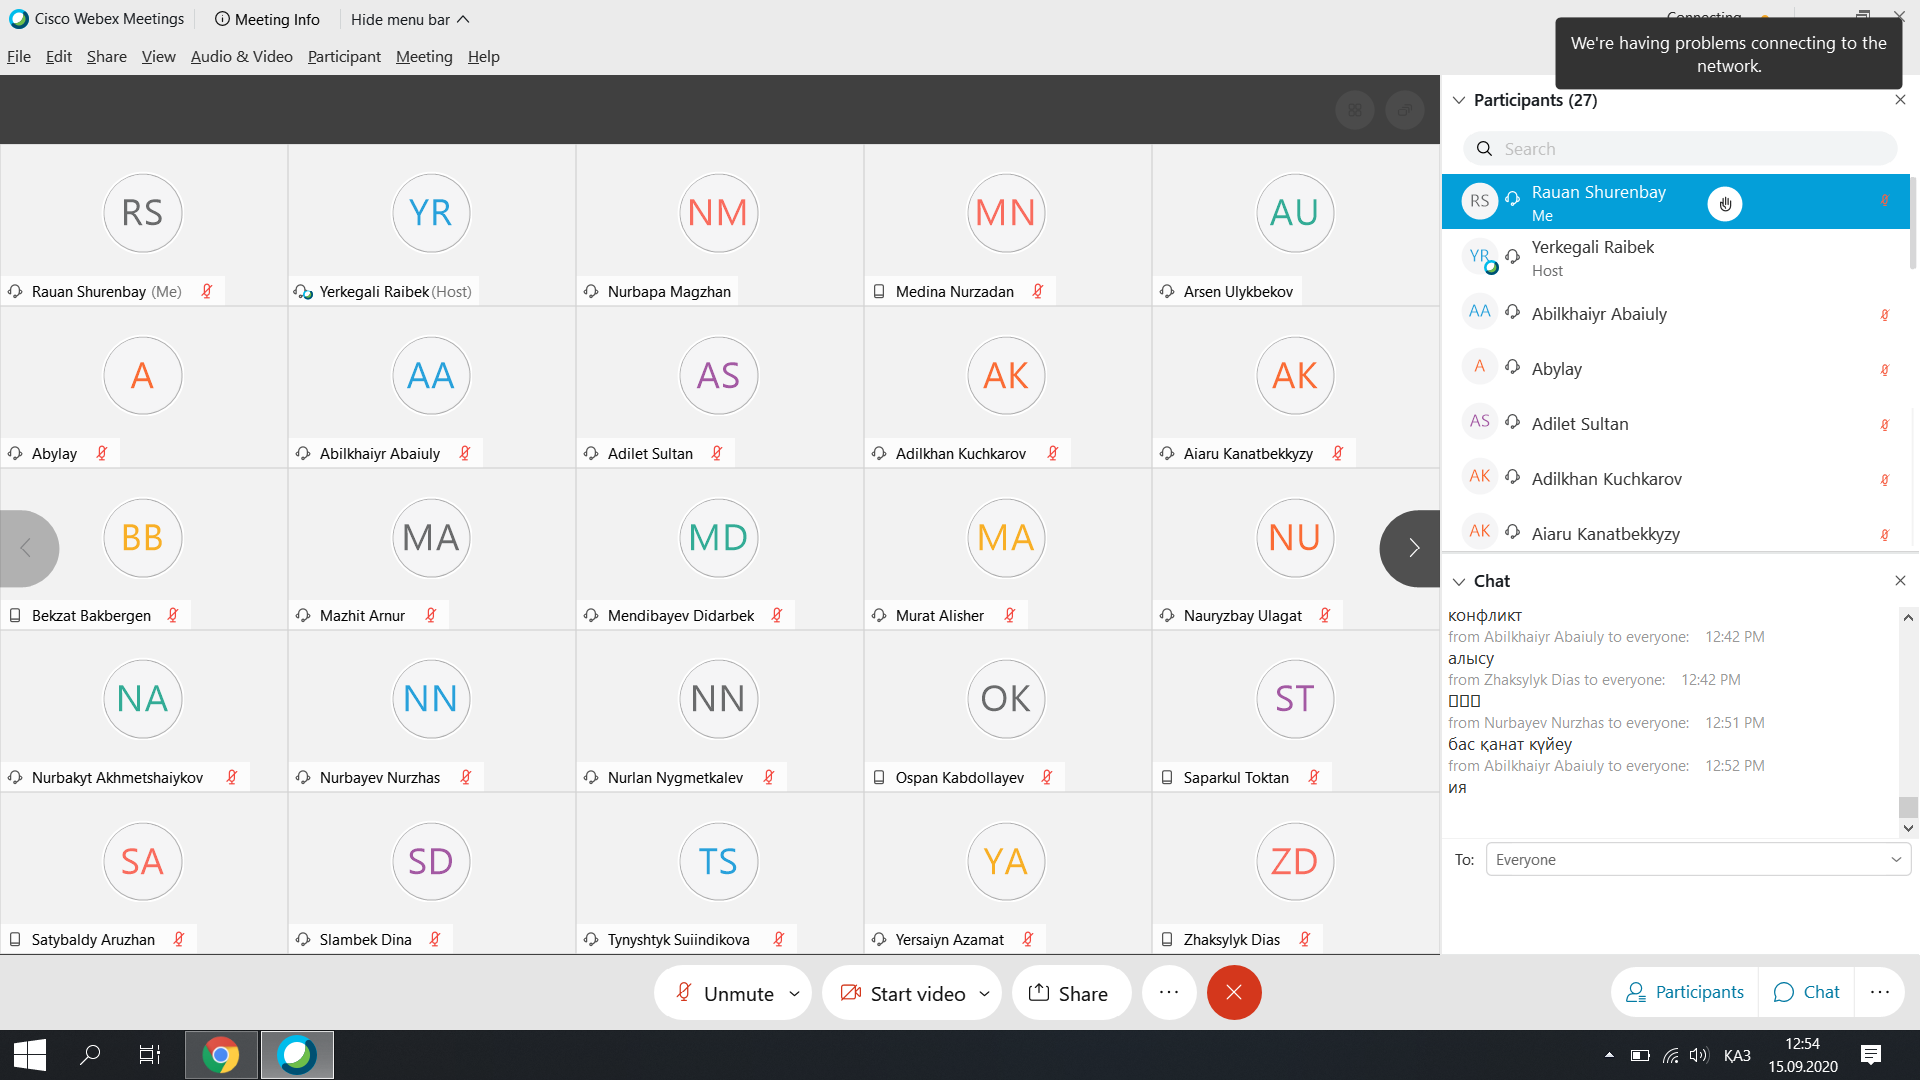 Cisco Webex Meetings
Meeting Info
Hide menu bar
Connecting
We're having problems connecting to the
network.
File Edit Share View Audio & Video Participant Meeting Help
RS
Rauan Shurenbay (Me)
YR
Yerkegali Raibek (Host)
NM
Nurbapa Magzhan
MN
Medina Nurzadan
AU
Arsen Ulykbekov
A
Abylay
AA
Abilkhaiyr Abaiuly
AS
Adilet Sultan
AK
Adilkhan Kuchkarov
AK
Aiaru Kanatbekkyzy
BB
Bekzat Bakbergen
MA
Mazhit Arnur
MD
Mendibayev Didarbek
MA
Murat Alisher
NU
Nauryzbay Ulagat
NA
Nurbakyt Akhmetshaiykov
NN
Nurbayev Nurzhas
NN
Nurlan Nygmetkalev
OK
Ospan Kabdollayev
ST
Saparkul Toktan
SA
Satybaldy Aruzhan
SD
Slambek Dina
TS
Tynyshtyk Suiindikova
YA
Yersaiyn Azamat
ZD
Zhaksylyk Dias
Participants (27)
Search
RS
Rauan Shurenbay
Me
YR
Yerkegali Raibek
Host
AA
Abilkhaiyr Abaiuly
A
Abylay
AS
Adilet Sultan
AK
Adilkhan Kuchkarov
AK
Aiaru Kanatbekkyzy
Chat
конфликт
from Abilkhaiyr Abaiuly to everyone: 12:42 PM
алысу
from Zhaksylyk Dias to everyone: 12:42 PM
from Nurbayev Nurzhas to everyone: 12:51 PM
бас қанат күйеу
from Abilkhaiyr Abaiuly to everyone: 12:52 PM
ия
To: Everyone
Unmute
Start video
Share
Participants
Chat
ҚАЗ
12:54
15.09.2020